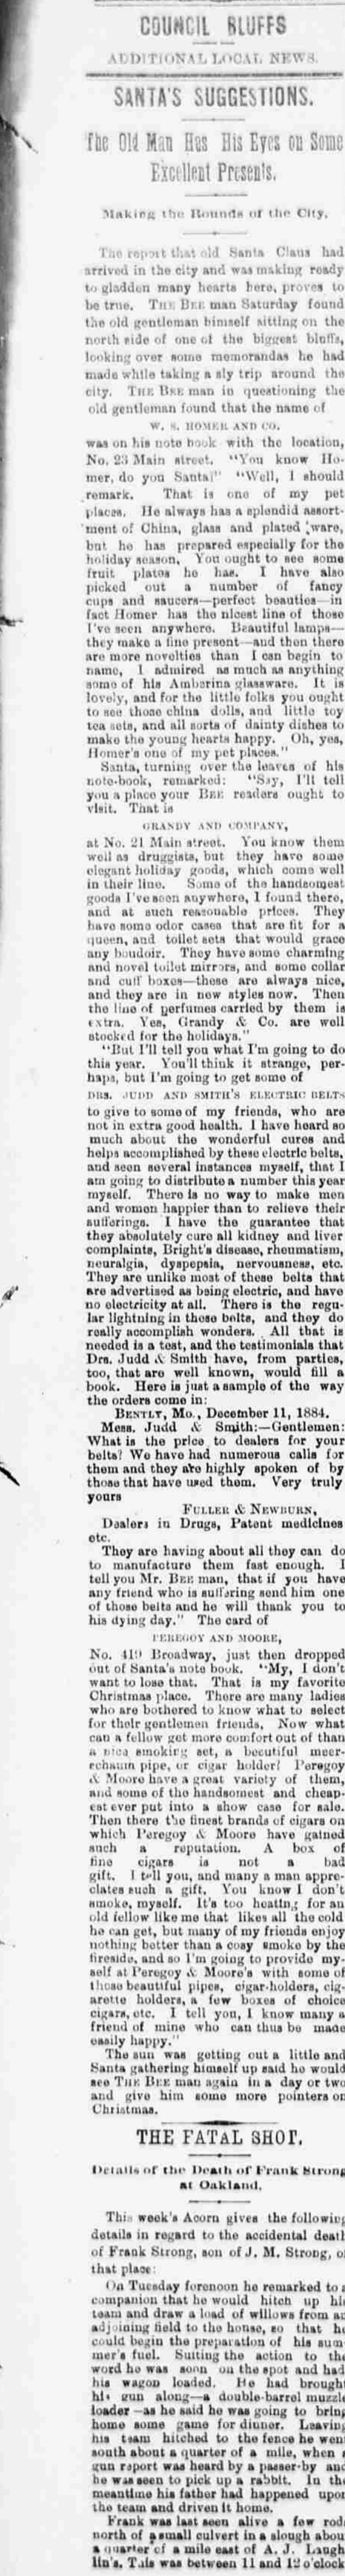 COUNCIL BLUFFS
ADDITIONAL LOCAL NEWS.
SANTA'S SUGGESTIONS.
The Old Man Has His Eyes on Some
Excellent Presents.
Making the Rounds of the City.
The report that old Santa Claus had
arrived in the city and was making ready
to gladden many hearts here, proves to
be true. THE BEE man Saturday found
the old gentleman himself sitting on the
north side of one of the biggest bluffs,
looking over some memorandas he had
made while taking a sly trip around the
city. THE BEE man in questioning the
old gentleman found that the name of
W. S. HOMER AND CO.
was on his note book with the location,
No. 23 Main street. "You know Ho-
mer, do you Santa?" "Well, I should
remark. That is one of my pet
places. He always has a splendid assort-
ment of China, glass and plated ware,
but he has prepared especially for the
holiday season. You ought to see some
fruit plates he has. I have also
picked out a number of fancy
cups and saucers—perfect beauties—in
fact Homer has the nicest line of those
I've seen anywhere. Beautiful lamps—
they make a fine present—and then there
are more novelties than I can begin to
name, I admired as much as anything
some of his Amberina glassware. It is
lovely, and for the little folks you ought
to see those china dolls, and little toy
tea sets, and all sorts of dainty dishes to
make the young hearts happy. Oh, yes,
Homer's one of my pet places."
Santa, turning over the leaves of his
note-book, remarked: "Say, I'll tell
you a place your BEE readers ought to
visit. That is
GRANDY AND COMPANY,
at No. 21 Main street. You know them
well as druggists, but they have some
elegant holiday goods, which come well
in their line. Some of the handsomest
goods I've seen anywhere, I found there,
and at such reasonable prices. They
have some odor cases that are fit for a
queen, and toilet sets that would grace
any boudoir. They have some charming
and novel toilet mirrors, and some collar
and cuff boxes—these are always nice,
and they are in new styles now. Then
the line of perfumes carried by them is
extra. Yes, Grandy & Co. are well
stocked for the holidays."
"But I'll tell you what I'm going to do
this year. You'll think it strange, per-
haps, but I'm going to get some of
DRS. JUDD AND SMITH'S ELECTRIC BELTS
to give to some of my friends, who are
not in extra good health. I have heard so
much about the wonderful cures and
helps accomplished by these electric belts,
and seen several instances myself, that I
am going to distribute a number this year
myself. There is no way to make men
and women happier than to relieve their
sufferings. I have the guarantee that
they absolutely cure all kidney and liver
complaints, Bright's disease, rheumatism,
neuralgia, dyspepsia, nervousness, etc.
They are unlike most of these belts that
are advertised as being electric, and have
no electricity at all. There is the regu-
lar lightning in these belts, and they do
really accomplish wonders. All that is
needed is a test, and the testimonials that
Drs. Judd & Smith have, from parties,
too, that are well known, would fill a
book. Here is just a sample of the way
the orders come in:
BENTLY, Mo., December 11, 1884.
Mess. Judd & Smith:—Gentlemen:
What is the price to dealers for your
belts? We have had numerous calls for
them and they are highly spoken of by
those that have used them. Very truly
yours
FULLER & NEWBURN,
Dealers in Drugs, Patent medicines
etc.
They are having about all they can do
to manufacture them fast enough. I
tell you Mr. BEE man, that if you have
any friend who is suffering send him one
of those belts and he will thank you to
his dying day." The card of
PEREGOY AND MOORE,
No. 419 Broadway, just then dropped
out of Santa's note book. "My, I don't
want to lose that. That is my favorite
Christmas place. There are many ladies
who are bothered to know what to select
for their gentlemen friends. Now what
can a fellow get more comfort out of than
a nice smoking set, a beautiful meer-
schaum pipe, or cigar holder? Peregoy
& Moore have a great variety of them,
and some of the handsomest and cheap-
est ever put into a show case for sale.
Then there the finest brands of cigars on
which Peregoy & Moore have gained
such a reputation. A box of
fine cigars is not a bad
gift. I tell you, and many a man appre-
ciates such a gift. You know I don't
smoke, myself. It's too heating for an
old fellow like me that likes all the cold
he can get, but many of my friends enjoy
nothing better than a cosy smoke by the
fireside, and so I'm going to provide my-
self at Peregoy & Moore's with some of
those beautiful pipes, cigar-holders, cig-
arette holders, a few boxes of choice
cigars, etc. I tell you, I know many a
friend of mine who can thus be made
easily happy."
The sun was getting out a little and
Santa gathering himself up said he would
see THE BEE man again in a day or two
and give him some more pointers on
Christmas.
THE FATAL SHOT.
Details of the Death of Frank Strong
at Oakland.
This week's Acorn gives the following
details in regard to the accidental death
of Frank Strong, son of J. M. Strong, o
that place:
On Tuesday forenoon he remarked to a
companion that he would hitch up his
team and draw a load of willows from an
adjoining field to the house, so that he
could begin the preparation of his sum
mer's fuel. Suiting the action to the
word he was soon on the spot and had
his wagon loaded. He had brought
his gun along—a double-barrel muzzle
loader—as he said he was going to bring
home some game for dinner. Leaving
his team hitched to the fence he went
south about a quarter of a mile, when a
gun report was heard by a passer-by and
he was seen to pick up a rabbit. In the
meantime his father had happened upon
the team and driven it home.
Frank was last seen alive a few rods
north of a small culvert in a slough abou
a quarter of a mile east of A. J. Laugh
lin's. This was between 11 and 12 o'clock